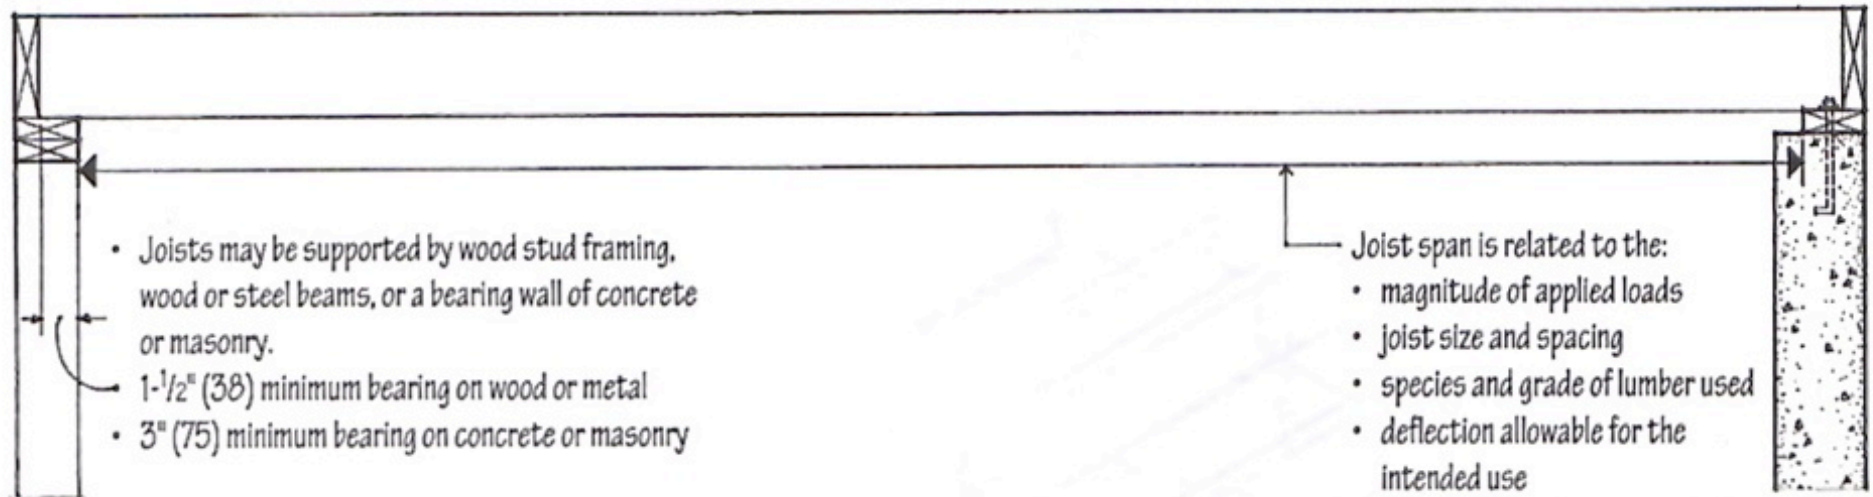 • Joists may be supported by wood stud framing,
wood or steel beams, or a bearing wall of concrete
or masonry.
1-1/2" (38) minimum bearing on wood or metal
• 3" (75) minimum bearing on concrete or masonry
Joist span is related to the:
• magnitude of applied loads
• joist size and spacing
• species and grade of lumber used
• deflection allowable for the
intended use